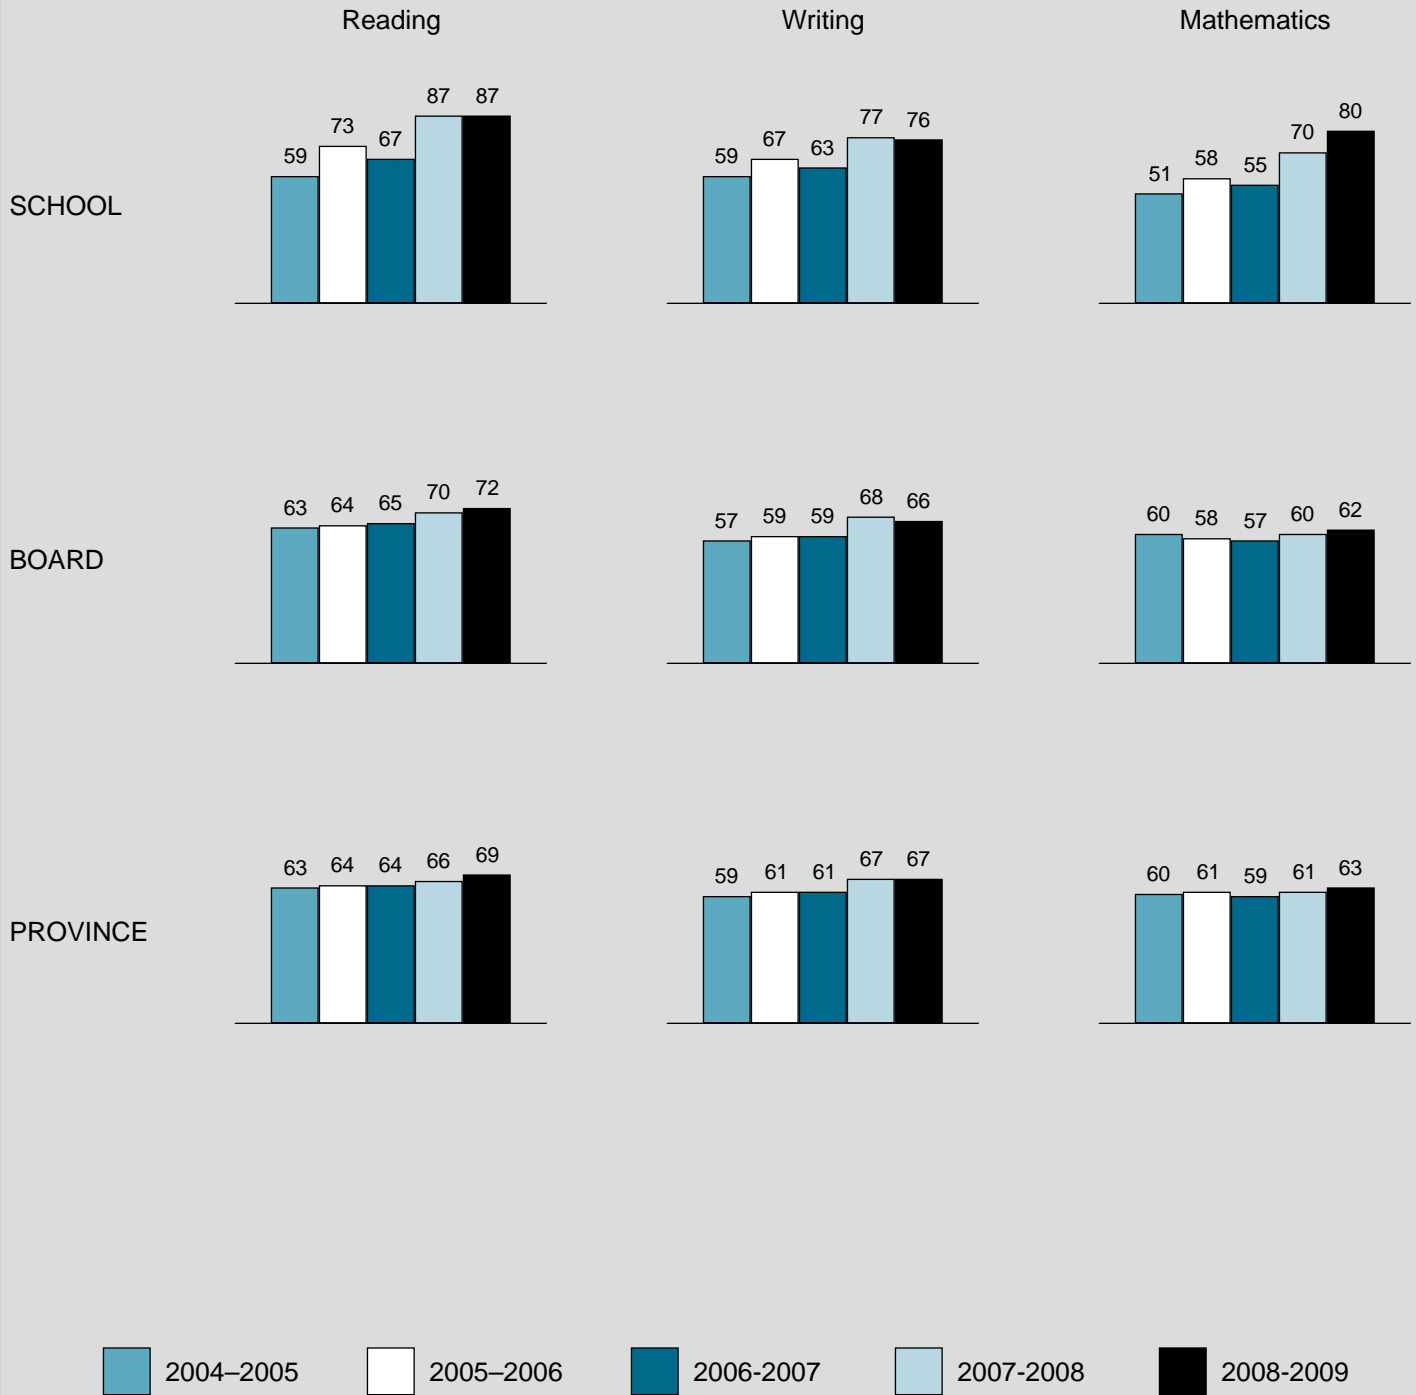 Reading Writing Mathematics
SCHOOL
59 73 67 87 87
59 67 63 77 76
51 58 55 70 80
BOARD
63 64 65 70 72
57 59 59 68 66
60 58 57 60 62
PROVINCE
63 64 64 66 69
59 61 61 67 67
60 61 59 61 63
2004–2005 2005–2006 2006-2007 2007-2008 2008-2009